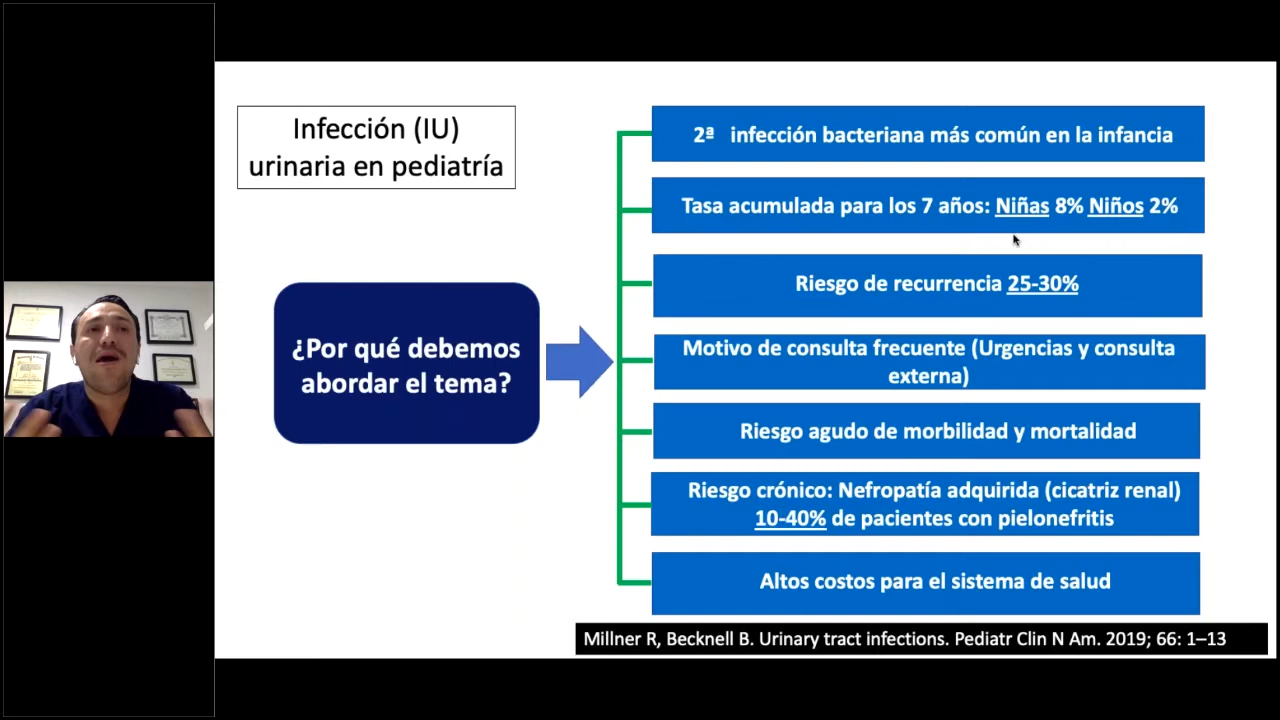 Infección (IU)
urinaria en pediatría
¿Por qué debemos
abordar el tema?
2ª infección bacteriana más común en la infancia
Tasa acumulada para los 7 años: Niñas 8% Niños 2%
Riesgo de recurrencia 25-30%
Motivo de consulta frecuente (Urgencias y consulta
externa)
Riesgo agudo de morbilidad y mortalidad
Riesgo crónico: Nefropatía adquirida (cicatriz renal)
10-40% de pacientes con pielonefritis
Altos costos para el sistema de salud
Millner R, Becknell B. Urinary tract infections. Pediatr Clin N Am. 2019; 66: 1–13